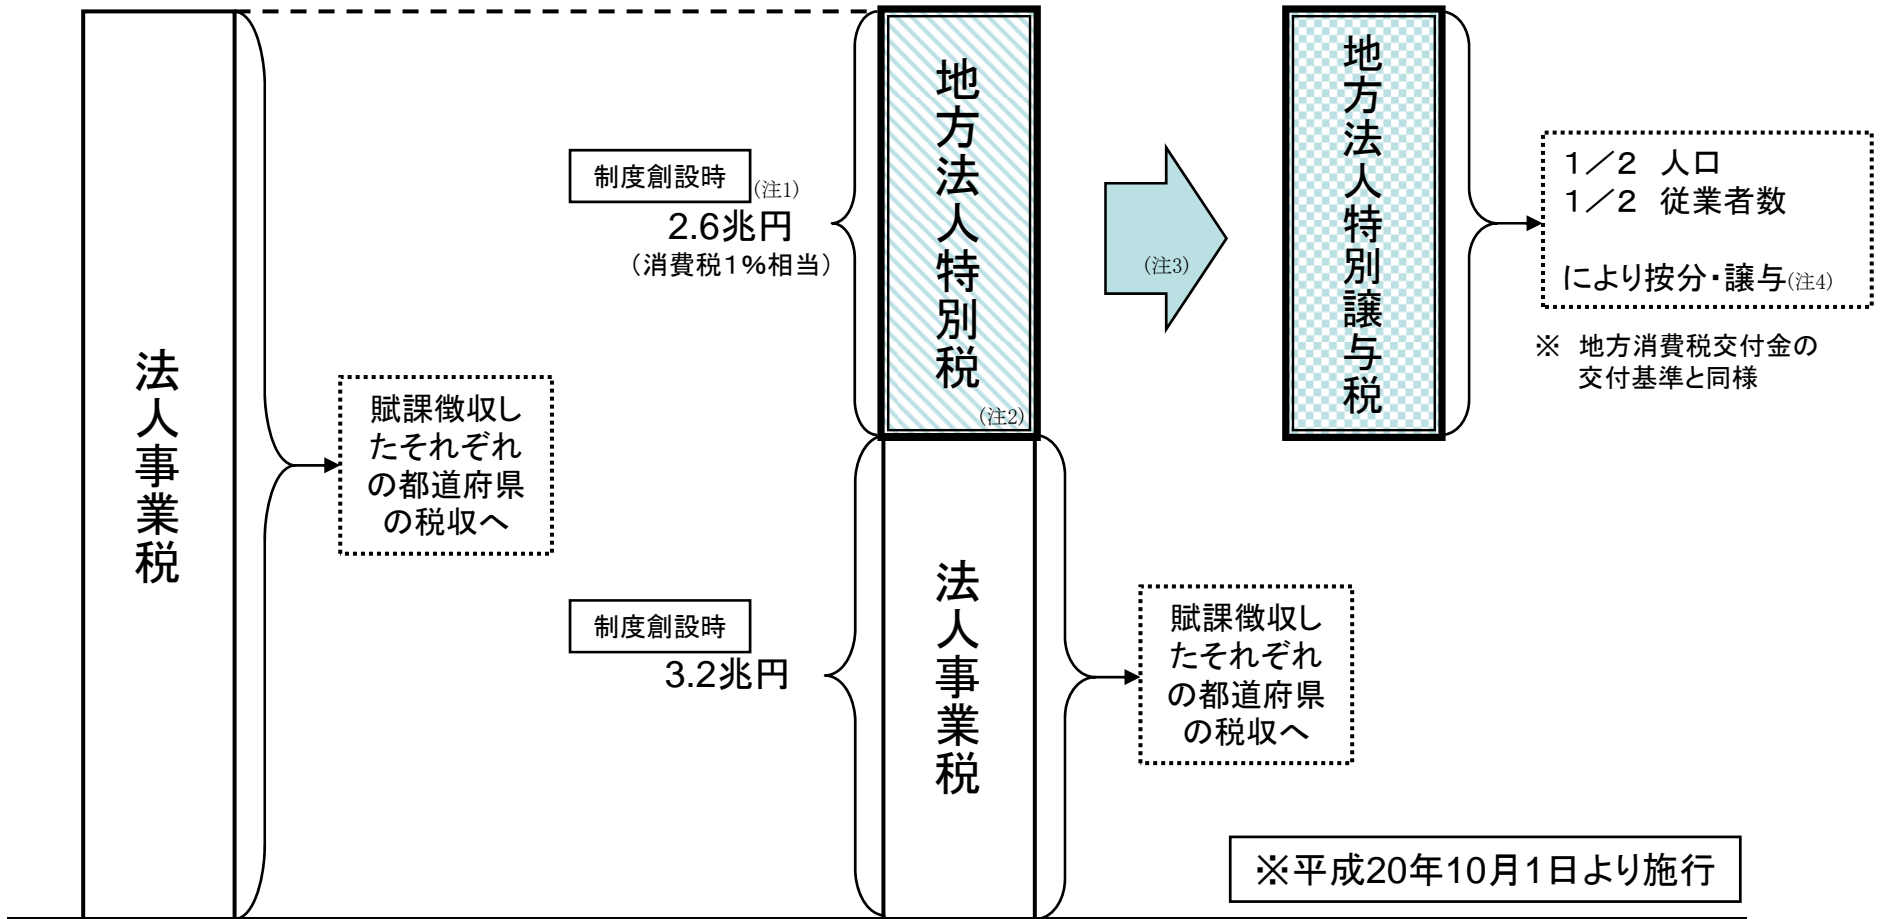 法人事業税
賦課徴収し
たそれぞれ
の都道府県
の税収へ
制度創設時(注1)
2.6兆円
（消費税1%相当）
地方法人特別税
(注2)
(注3)
地方法人特別譲与税
1／2　人口
1／2　従業者数
により按分・譲与(注4)
※　地方消費税交付金の
交付基準と同様
制度創設時
3.2兆円
法人事業税
賦課徴収し
たそれぞれ
の都道府県
の税収へ
※平成20年10月1日より施行